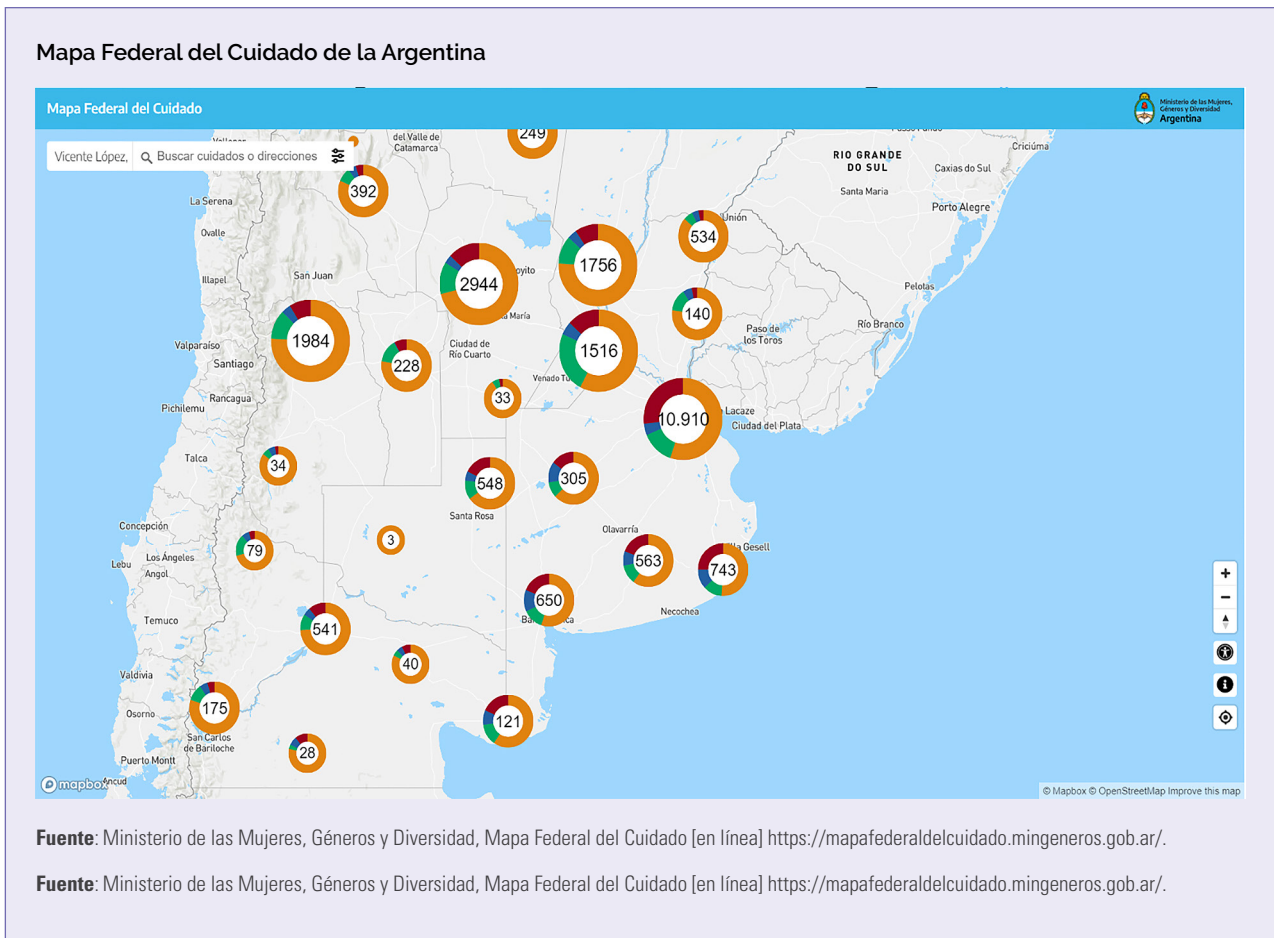 Mapa Federal del Cuidado de la Argentina
Mapa Federal del Cuidado
Ministerio de las Mujeres,
Géneros y Diversidad
Argentina
Vicente López,
Buscar cuidados o direcciones
del Valle de
Catamarca
249
RIO GRANDE
DO SUL
Criciúma
Caxias do Sul
Santa Maria
Porto Alegre
392
La Serena
Ovalle
Unión
534
Illapel
San Juan
2944
oyito
1756
Pelotas
a María
140
Río Branco
Paso de
los Toros
1984
Valparaíso
Santiago
228
Ciudad de
Río Cuarto
1516
Venado Tu
Rancagua
Pichilemu
33
10.910
Lacaze
Ciudad del Plata
Talca
34
548
305
Santa Rosa
Concepción
Olavarría
3
79
Los Ángeles
Lebu
Angol
563
743
la Gesell
650
Necochea
Temuco
541
40
Valdivia
175
Osorno
121
San Carlos
de Bariloche
28
Puerto Montt
Ancud
mapbox
© Mapbox © OpenStreetMap Improve this map
Fuente: Ministerio de las Mujeres, Géneros y Diversidad, Mapa Federal del Cuidado [en línea] https://mapafederaldelcuidado.mingeneros.gob.ar/.
Fuente: Ministerio de las Mujeres, Géneros y Diversidad, Mapa Federal del Cuidado [en línea] https://mapafederaldelcuidado.mingeneros.gob.ar/.